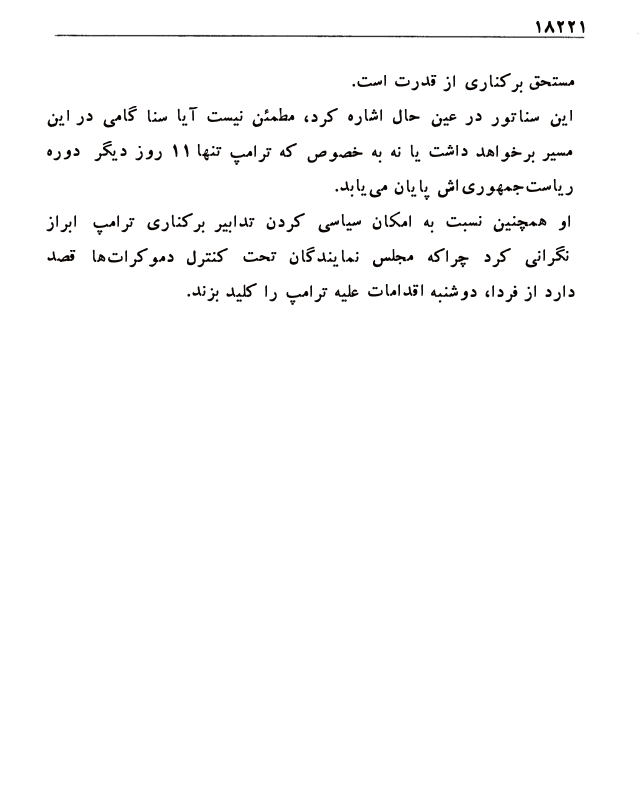 ۱۸۲۲۱
مستحق برکناری از قدرت است.
این سناتور در عین حال اشاره کرد، مطمئن نیست آیا سنا گامی در این
مسیر برخواهد داشت یا نه به خصوص که ترامپ تنها ۱۱ روز دیگر دوره
ریاست‌جمهوری‌اش پایان می‌یابد.
او همچنین نسبت به امکان سیاسی کردن تدابیر برکناری ترامپ ابراز
نگرانی کرد چراکه مجلس نمایندگان تحت کنترل دموکرات‌ها قصد
دارد از فردا، دوشنبه اقدامات علیه ترامپ را کلید بزند.